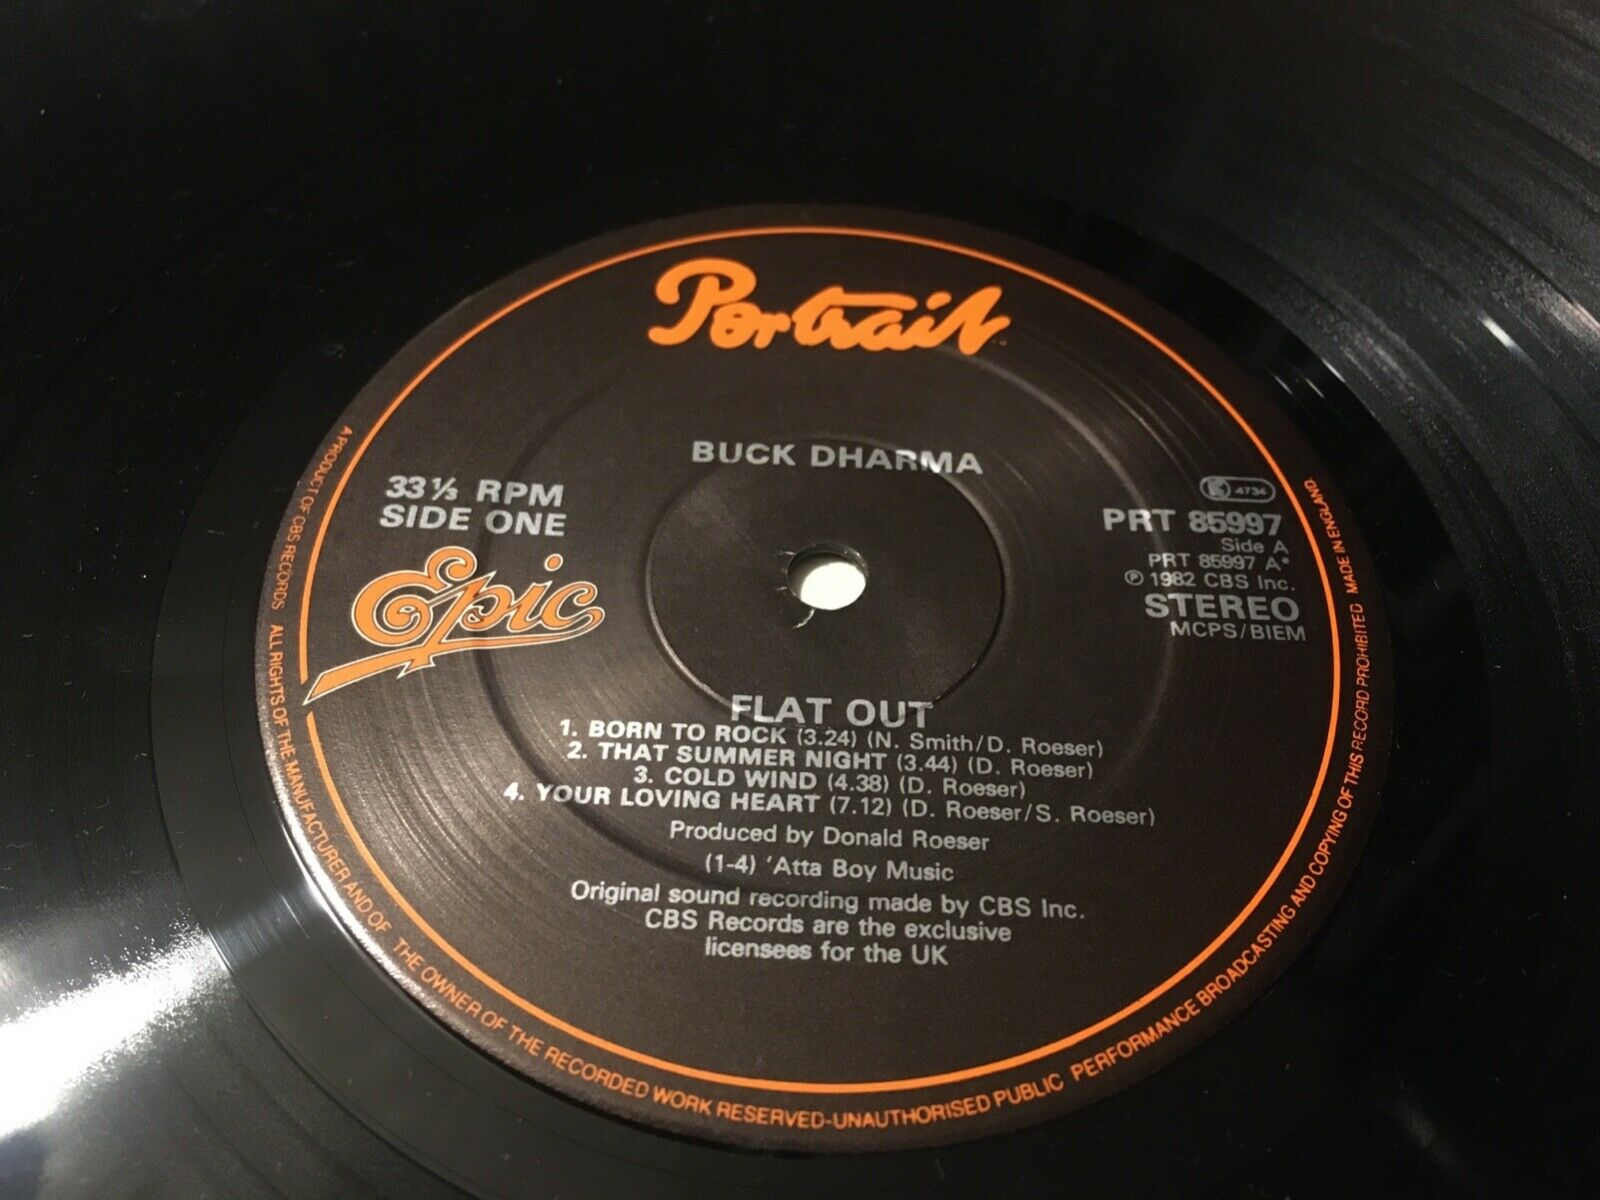 Portrait
BUCK DHARMA
33⅓ RPM
SIDE ONE
Epic
4734
PRT 85997
Side A
PRT 85997 A*
℗ 1982 CBS Inc.
STEREO
MCPS/BIEM
FLAT OUT
1. BORN TO ROCK (3.24) (N. Smith/D. Roeser)
2. THAT SUMMER NIGHT (3.44) (D. Roeser)
3. COLD WIND (4.38) (D. Roeser)
4. YOUR LOVING HEART (7.12) (D. Roeser/S. Roeser)
Produced by Donald Roeser
(1-4) 'Atta Boy Music
Original sound recording made by CBS Inc.
CBS Records are the exclusive
licensees for the UK
A PRODUCT OF CBS RECORDS ALL RIGHTS OF THE MANUFACTURER AND OF THE OWNER OF THE RECORDED WORK RESERVED-UNAUTHORISED PUBLIC PERFORMANCE BROADCASTING AND COPYING OF THIS RECORD PROHIBITED MADE IN ENGLAND